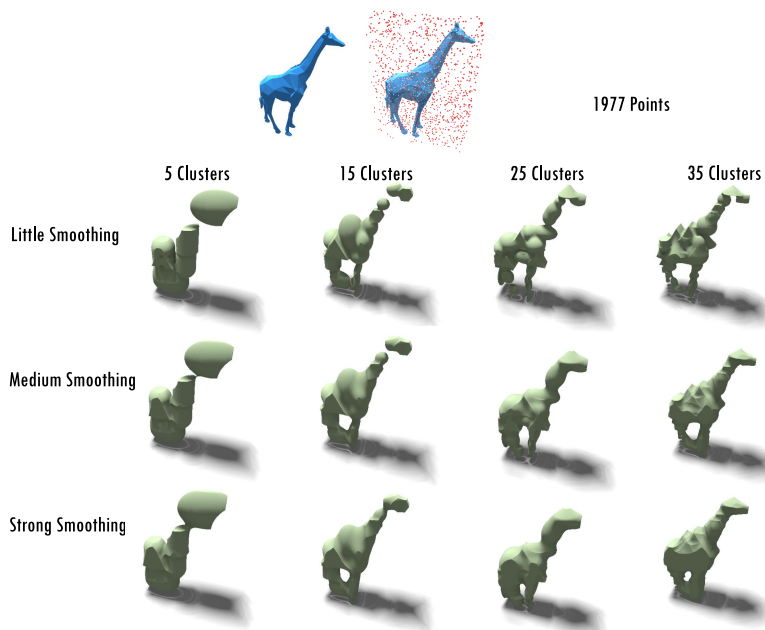 1977 Points
5 Clusters
15 Clusters
25 Clusters
35 Clusters
Little Smoothing
Medium Smoothing
Strong Smoothing